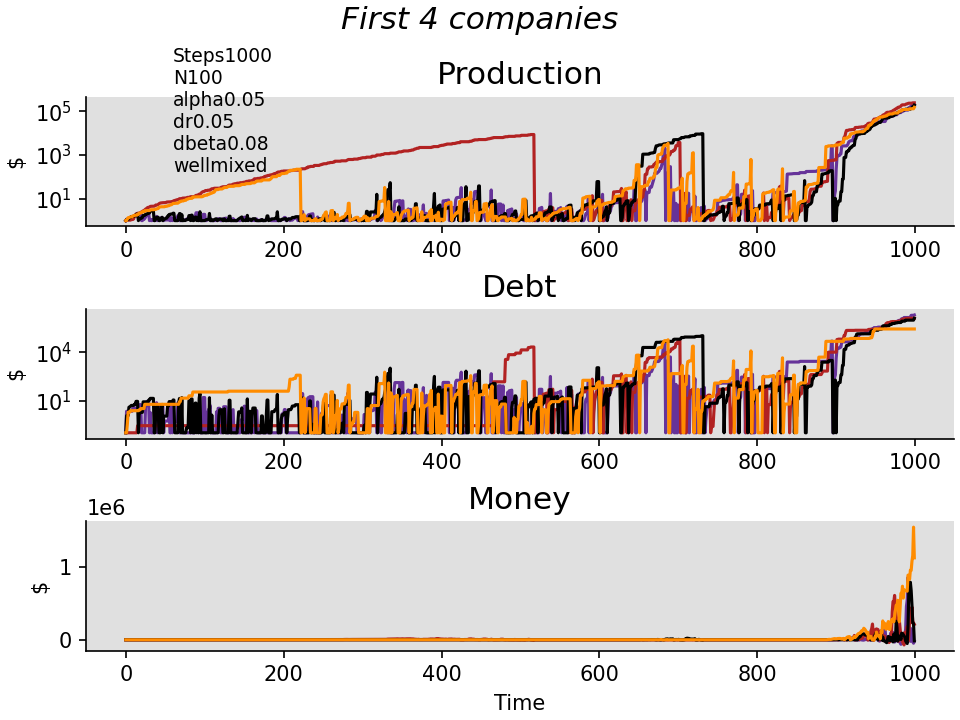 First 4 companies
Steps1000
N100
alpha0.05
dr0.05
dbeta0.08
wellmixed
Production
$
10^5
10^3
10^1
0 200 400 600 800 1000
Debt
$
10^4
10^1
0 200 400 600 800 1000
Money
1e6
$
1
0
0 200 400 600 800 1000
Time